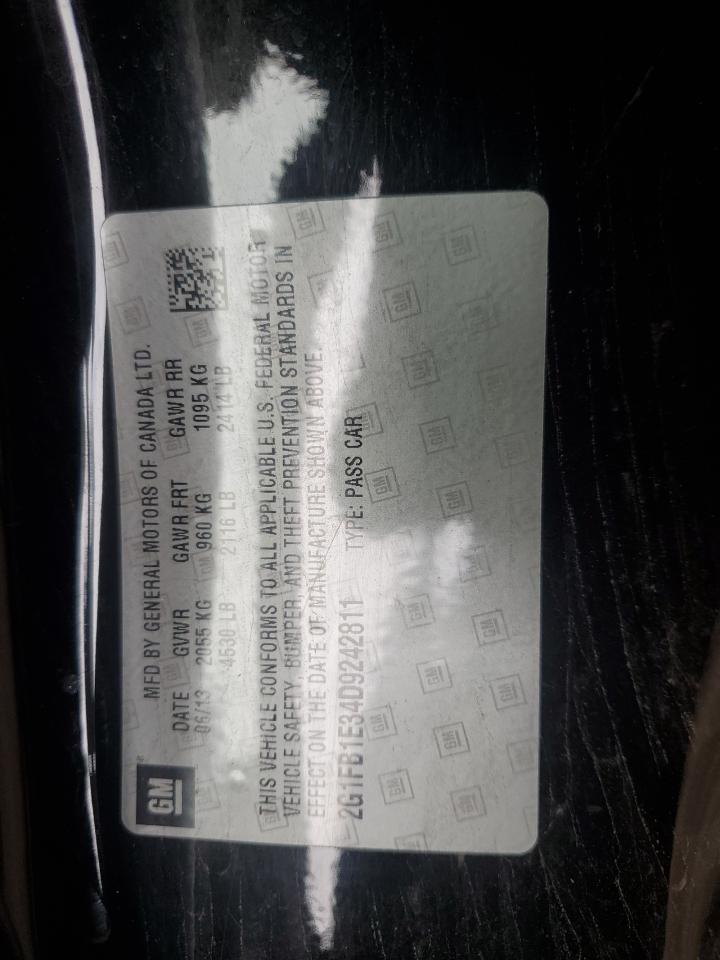 GM
MFD BY GENERAL MOTORS OF CANADA LTD.
DATE GVWR GAWR FRT GAWR RR
06/13 2055 KG 960 KG 1095 KG
4530 LB 2116 LB 2414 LB
THIS VEHICLE CONFORMS TO ALL APPLICABLE U.S. FEDERAL MOTOR
VEHICLE SAFETY, BUMPER, AND THEFT PREVENTION STANDARDS IN
EFFECT ON THE DATE OF MANUFACTURE SHOWN ABOVE.
2G1FB1E34D9242811 TYPE: PASS CAR